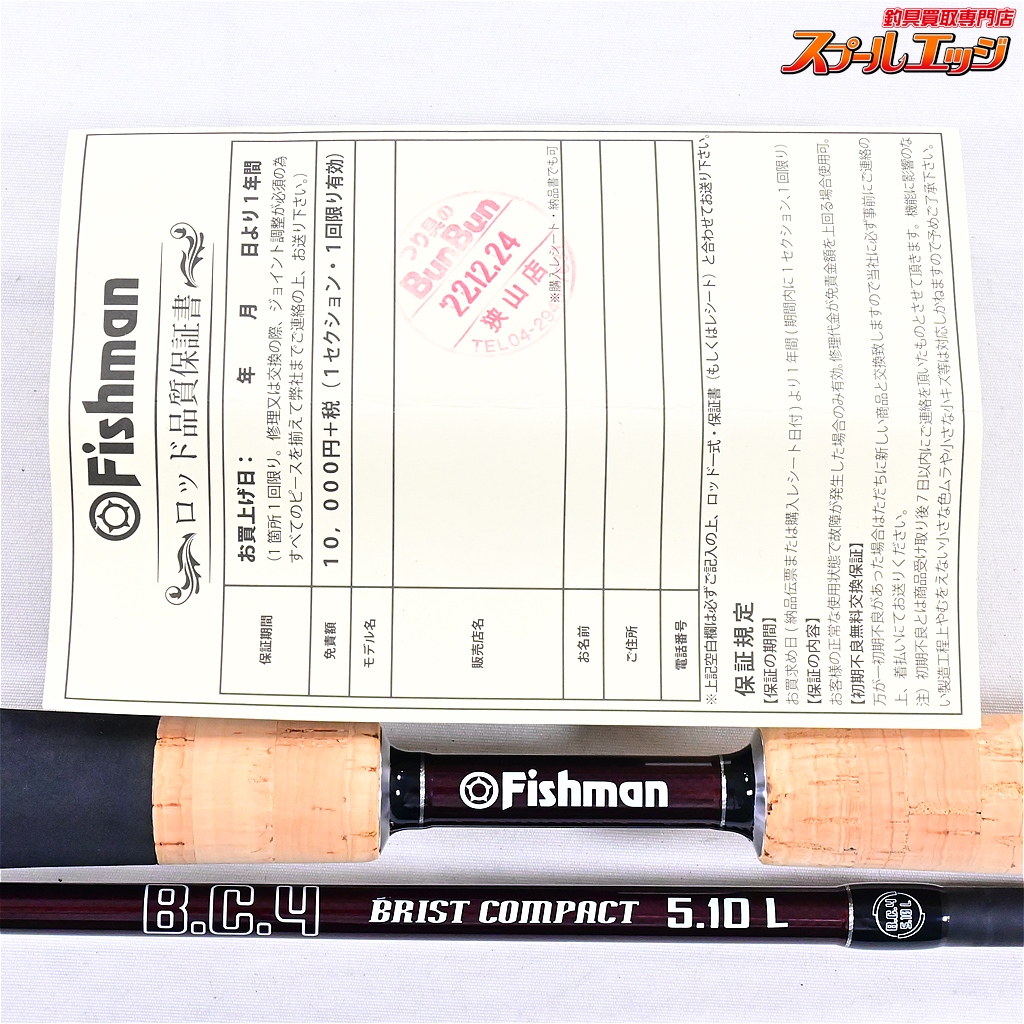 釣具買取専門店
スプールエッジ
Fishman
ロッド品質保証書
保証期間
お買上げ日： 年 月 日より1年間
(1箇所1回限り。修理又は交換の際、ジョイント調整が必須の為
すべてのピースを揃えて弊社までご連絡の上、お送り下さい。)
免責額
10，000円＋税（1セクション・1回限り有効）
モデル名
販売店名
※購入レシート・納品書でも可
つり具の
BunBun
'22.12.24
狭山店
TEL04-29
お名前
ご住所
電話番号
※上記空白欄は必ずご記入の上、ロッド一式・保証書（もしくはレシート）と合わせてお送り下さい。
保証規定
【保証の期間】
お買求め日(納品伝票または購入レシート日付)より1年間(期間内に1セクション、1回限り)
【保証の内容】
お客様の正常な使用状態で故障が発生した場合のみ有効。修理代金が免責金額を上回る場合使用可。
【初期不良無料交換保証】
万が一初期不良があった場合はただちに新しい商品と交換致しますので当社に必ず事前にご連絡の
上、着払いにてお送りください。
注）初期不良とは商品受け取り後7日以内にご連絡を頂いたものとさせて頂きます。機能に影響のな
い製造工程上やむをえない小さな色ムラや小さな小キズ等は対応しかねますので予めご了承下さい。
Fishman
B.C.4 BRIST COMPACT 5.10 L
B.C.4
5.10 L